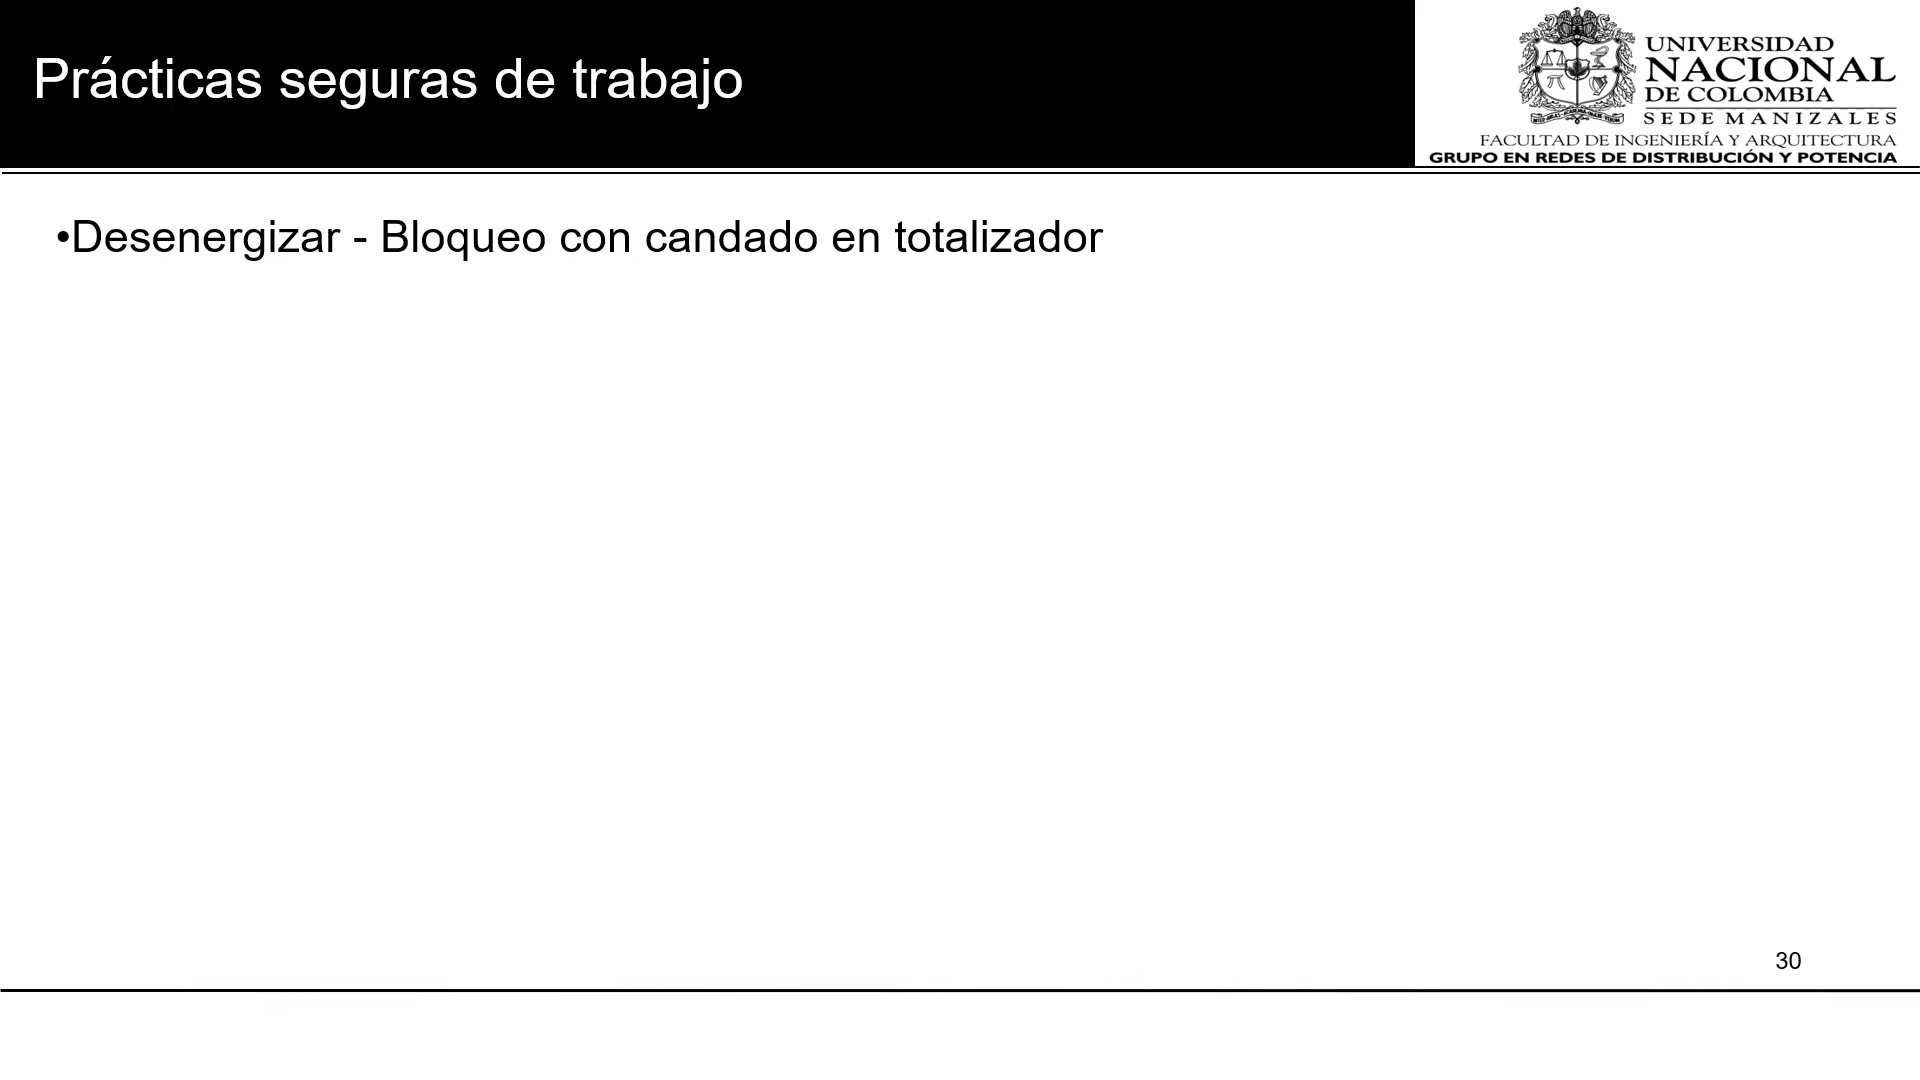 Prácticas seguras de trabajo
UNIVERSIDAD
NACIONAL
DE COLOMBIA
SEDE MANIZALES
FACULTAD DE INGENIERÍA Y ARQUITECTURA
GRUPO EN REDES DE DISTRIBUCIÓN Y POTENCIA
•Desenergizar - Bloqueo con candado en totalizador
30